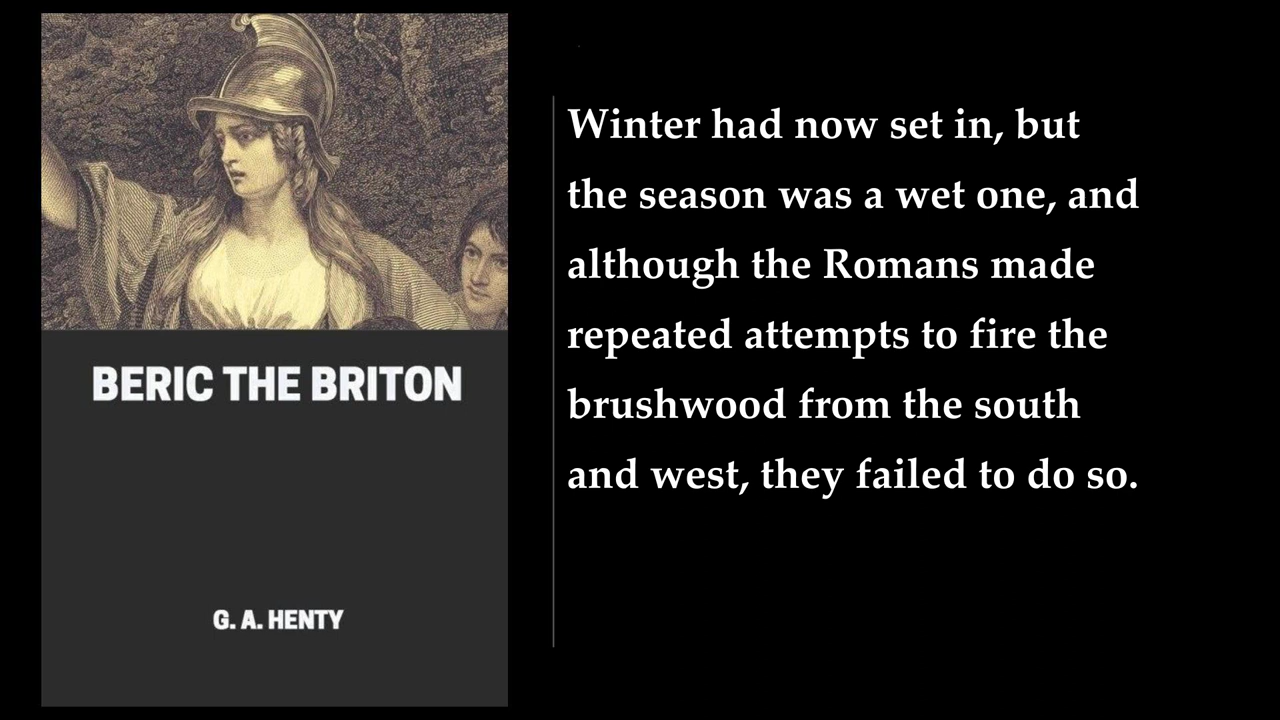 BERIC THE BRITON
G. A. HENTY
Winter had now set in, but
the season was a wet one, and
although the Romans made
repeated attempts to fire the
brushwood from the south
and west, they failed to do so.